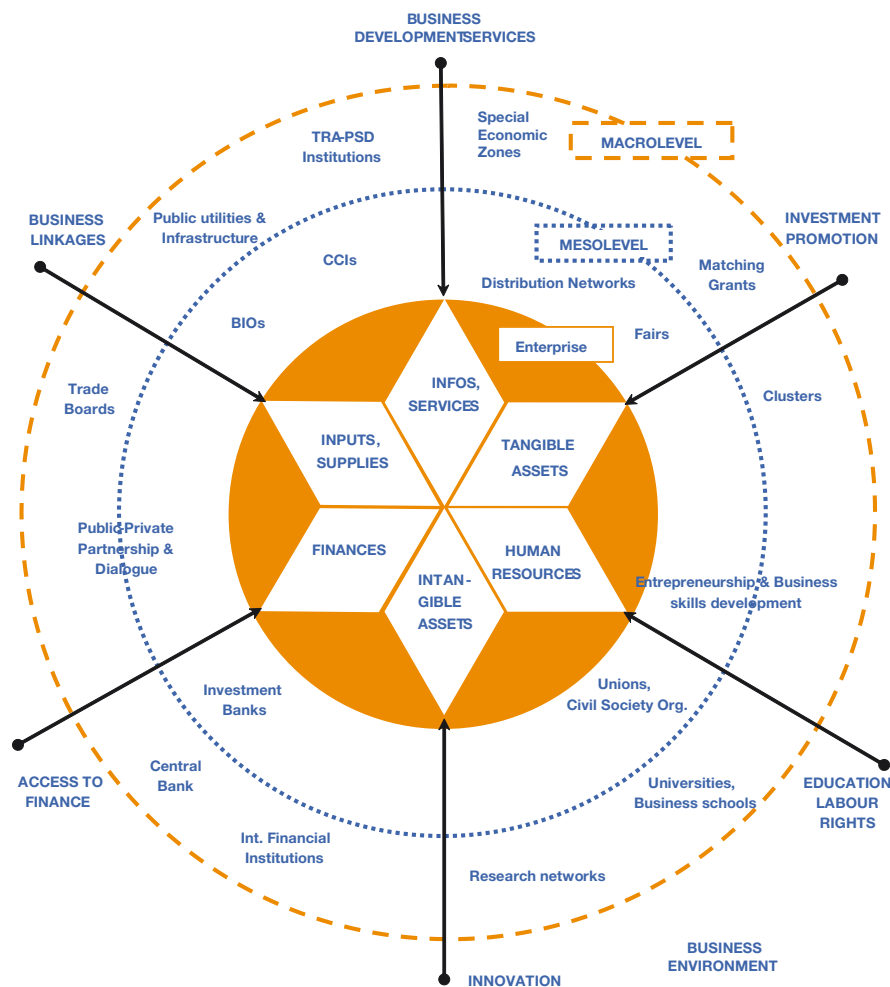 BUSINESS
DEVELOPMENTSERVICES
Special
Economic
Zones
TRA-PSD
Institutions
MACROLEVEL
BUSINESS
LINKAGES
Public utilities &
Infrastructure
INVESTMENT
PROMOTION
MESOLEVEL
CCIs
Matching
Grants
Distribution Networks
BIOs
Fairs
Enterprise
Trade
Boards
Clusters
INFOS,
SERVICES
INPUTS,
SUPPLIES
TANGIBLE
ASSETS
Public-Private
Partnership &
Dialogue
FINANCES
HUMAN
RESOURCES
INTAN-
GIBLE
ASSETS
Entrepreneurship & Business
skills development
Investment
Banks
Unions,
Civil Society Org.
Central
Bank
ACCESS TO
FINANCE
Universities,
Business schools
EDUCATION
LABOUR
RIGHTS
Int. Financial
Institutions
Research networks
BUSINESS
ENVIRONMENT
INNOVATION